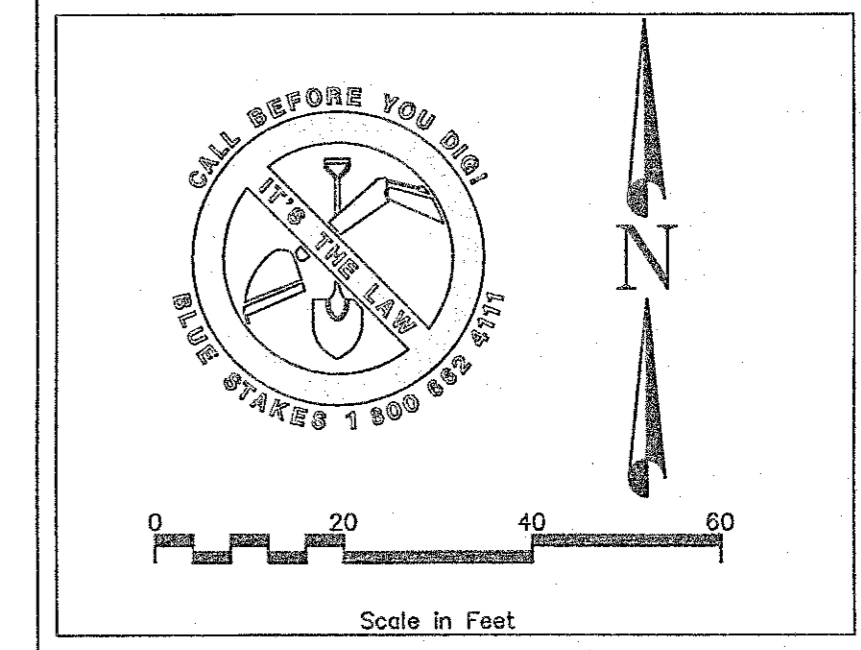 CALL BEFORE YOU DIG!
IT'S THE LAW
BLUE STAKES 1 800 662 4111
N
0 20 40 60
Scale in Feet